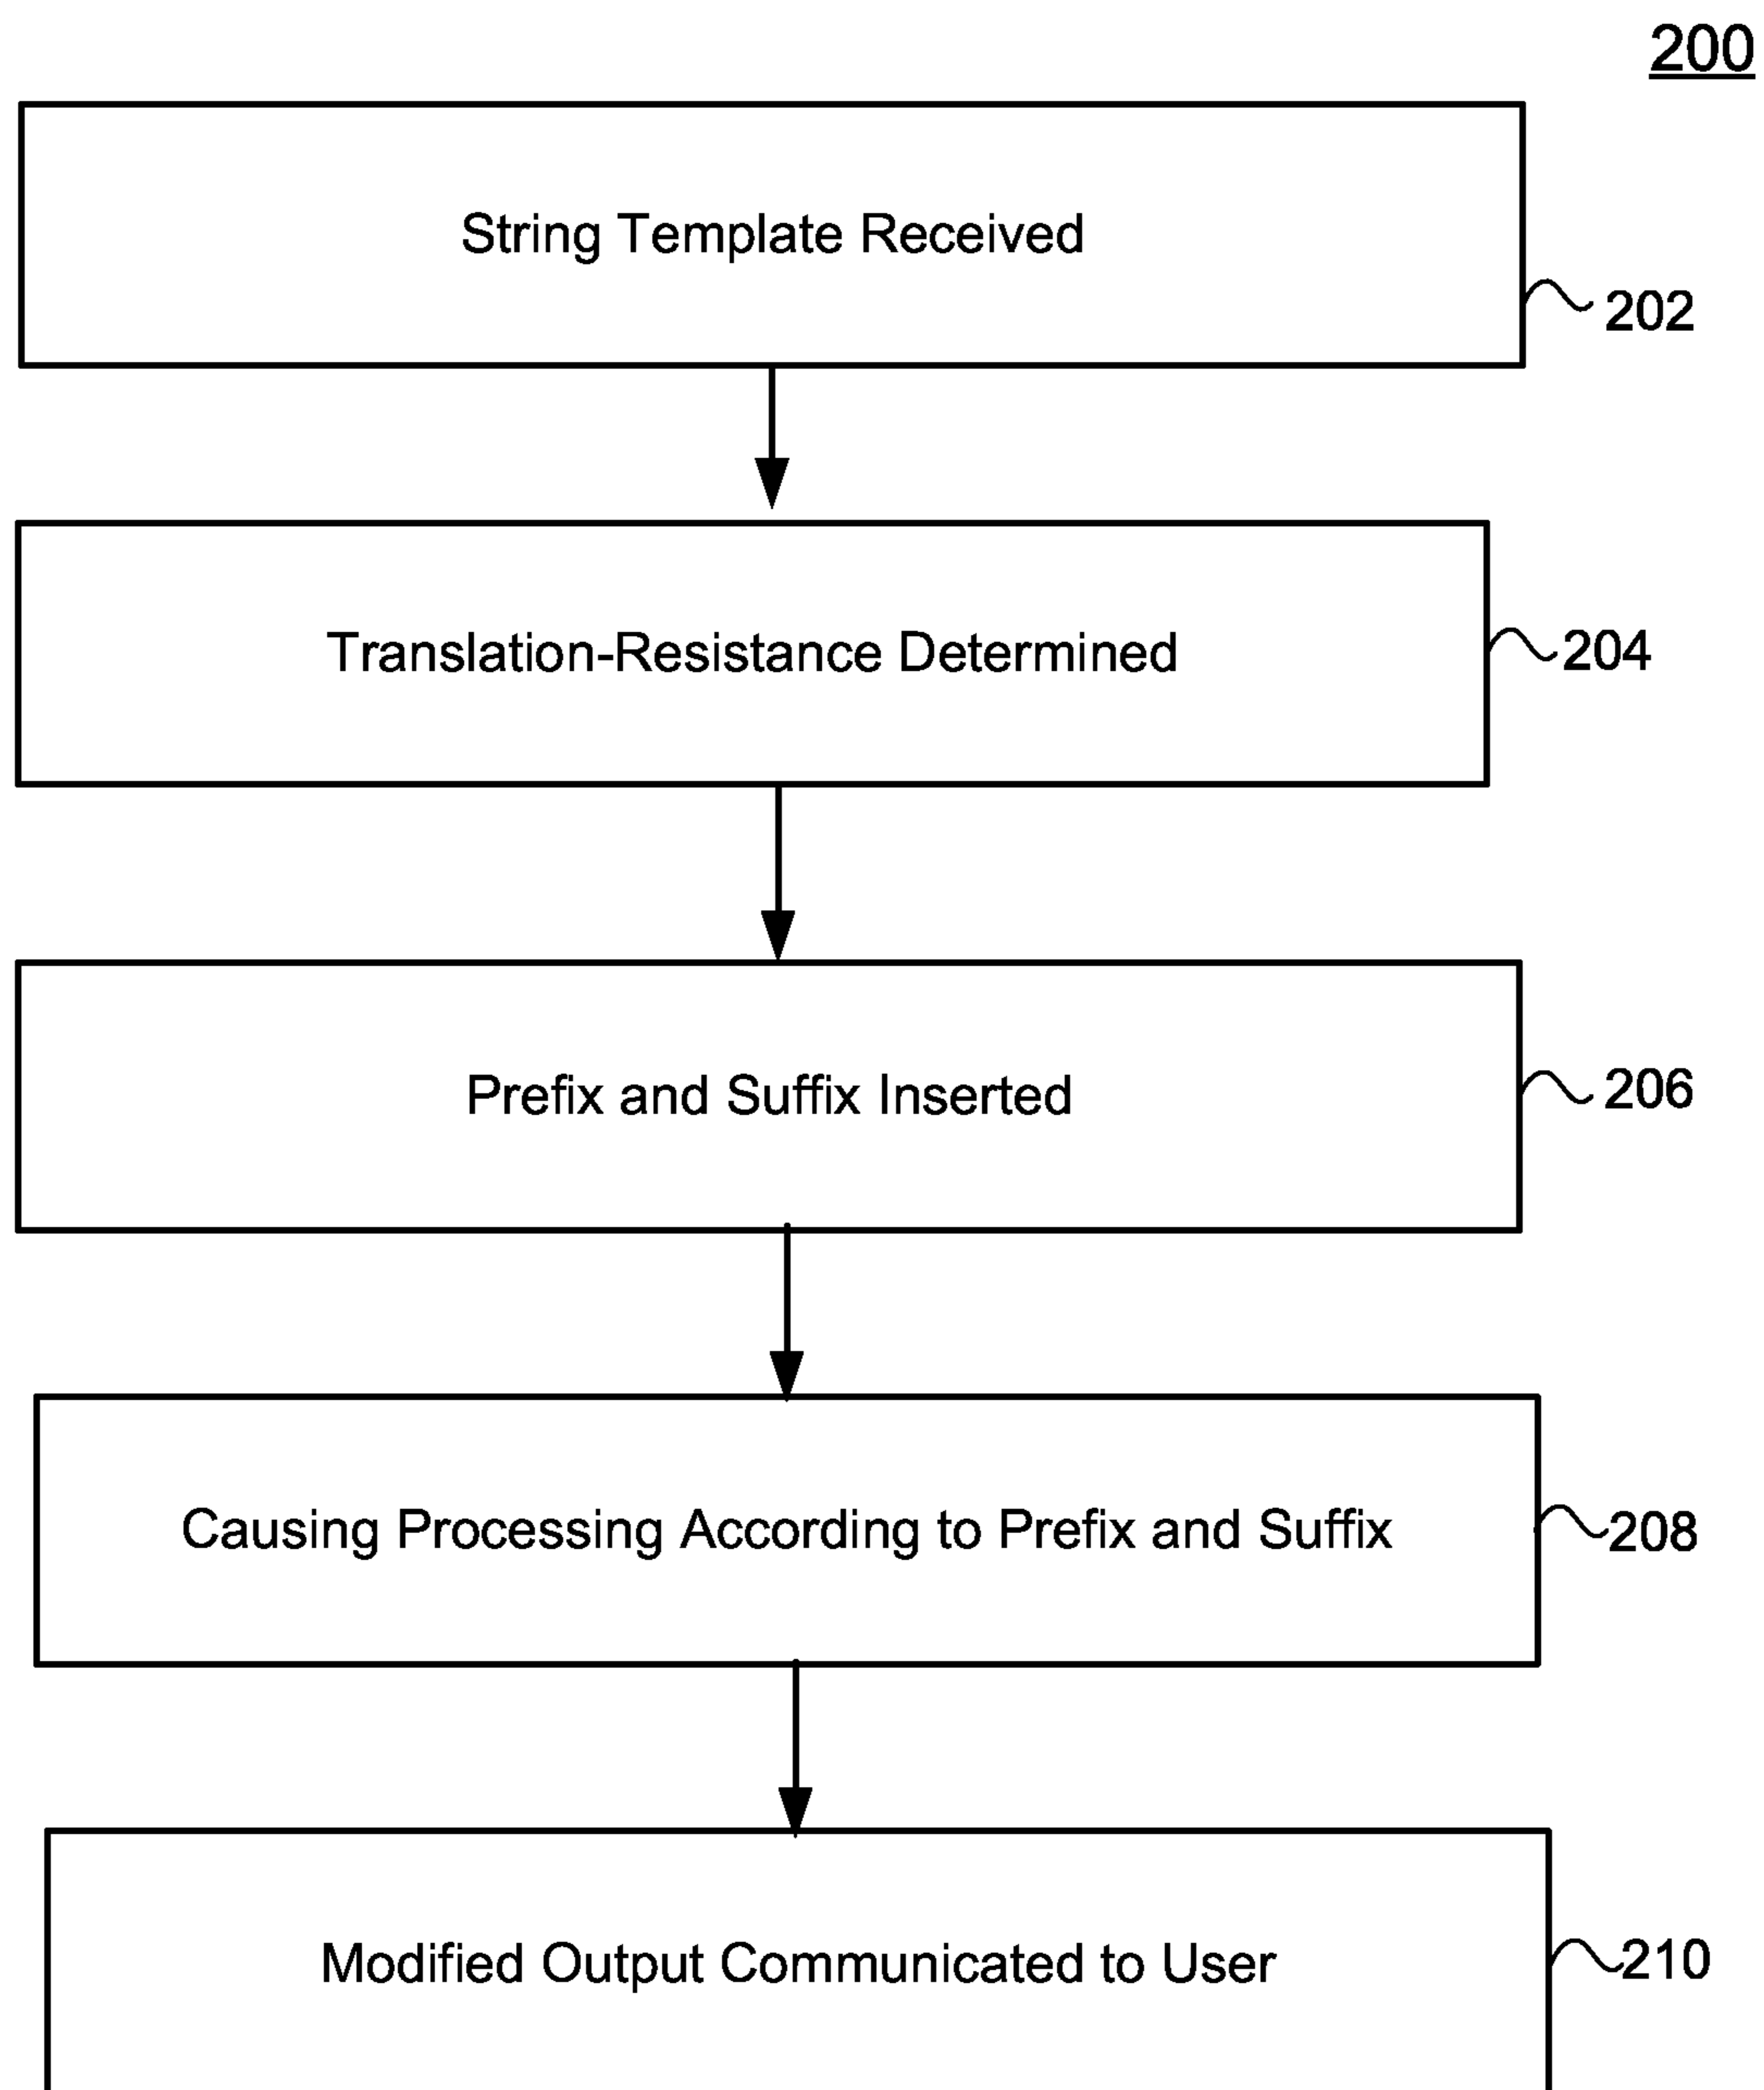 200
String Template Received
202
Translation-Resistance Determined
204
Prefix and Suffix Inserted
206
Causing Processing According to Prefix and Suffix
208
Modified Output Communicated to User
210